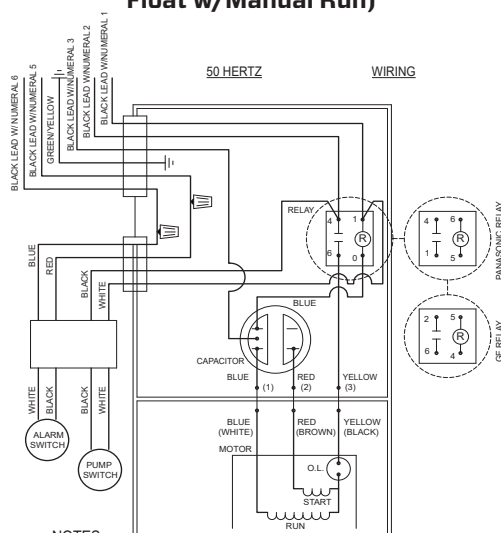 Float w/Manual Run)
50 HERTZ
WIRING
BLACK LEAD W/NUMERAL 6
BLACK LEAD W/NUMERAL 5
GREEN/YELLOW
BLACK LEAD W/NUMERAL 3
BLACK LEAD W/NUMERAL 2
BLACK LEAD W/NUMERAL 1
RELAY
4 1
R
6 0
4 6
R
1 5
PANASONIC RELAY
2 5
R
6 4
GE RELAY
BLUE
RED
BLACK
WHITE
BLUE
CAPACITOR
BLUE
(1)
RED
(2)
YELLOW
(3)
WHITE
BLACK
BLACK
WHITE
ALARM
SWITCH
PUMP
SWITCH
BLUE
(WHITE)
RED
(BROWN)
YELLOW
(BLACK)
MOTOR
O.L.
START
RUN
NOTES